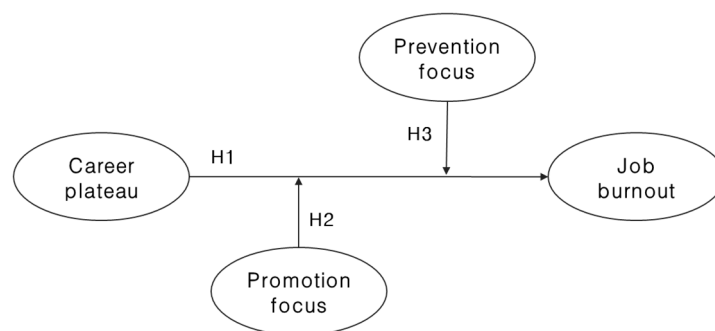 Prevention
focus
H3
H1
Career
plateau
Job
burnout
H2
Promotion
focus